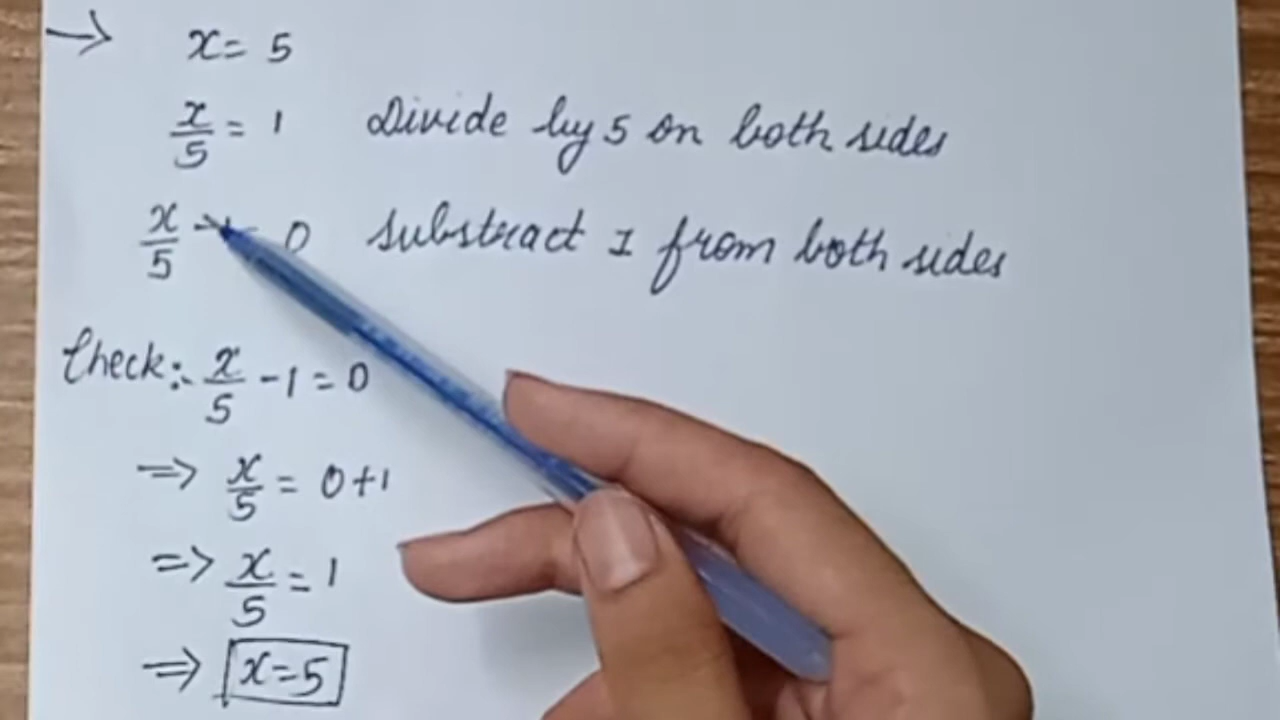 → x = 5
x/5 = 1 Divide by 5 on both sides
x/5 - = 0 substract 1 from both sides
Check:- x/5 - 1 = 0
⇒ x/5 = 0+1
⇒ x/5 = 1
⇒ x=5